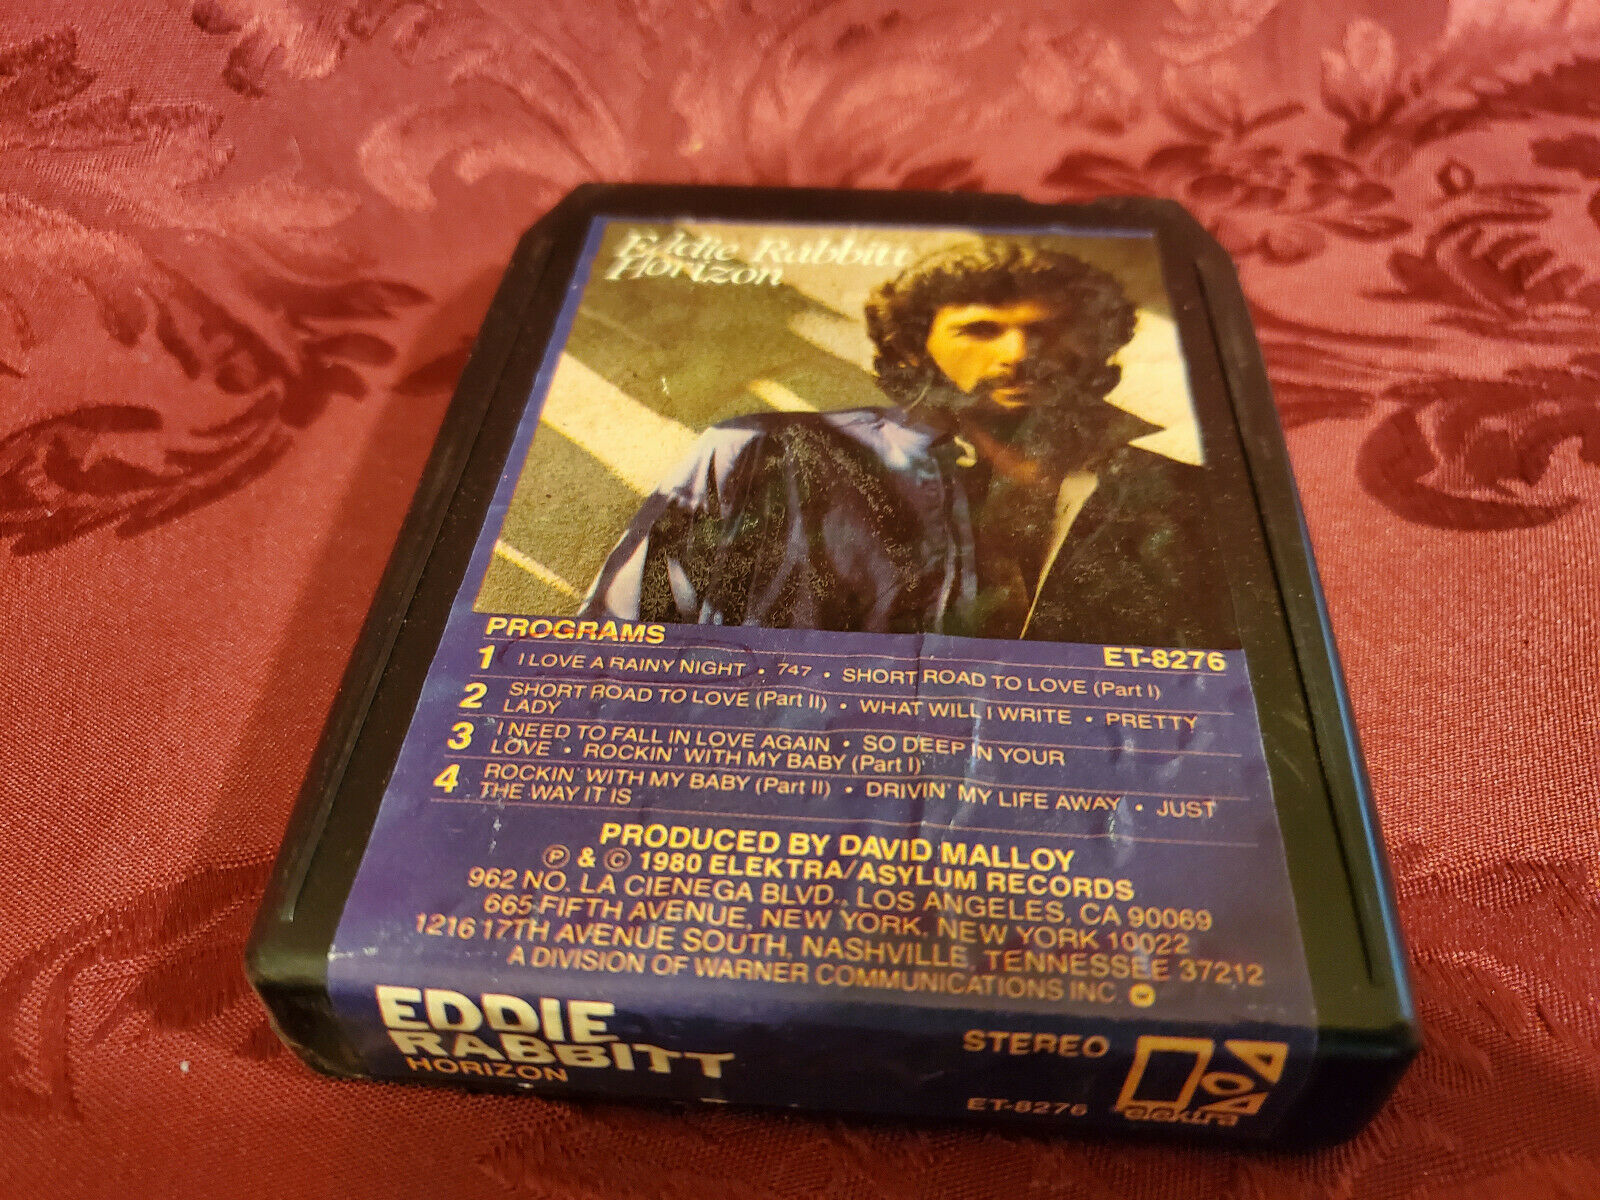 Eddie Rabbitt
Horizon
PROGRAMS
ET-8276
1 I LOVE A RAINY NIGHT • 747 • SHORT ROAD TO LOVE (Part I)
2 SHORT ROAD TO LOVE (Part II) • WHAT WILL I WRITE • PRETTY
LADY
3 I NEED TO FALL IN LOVE AGAIN • SO DEEP IN YOUR
LOVE • ROCKIN' WITH MY BABY (Part I)
4 ROCKIN' WITH MY BABY (Part II) • DRIVIN' MY LIFE AWAY • JUST
THE WAY IT IS
PRODUCED BY DAVID MALLOY
℗ & © 1980 ELEKTRA/ASYLUM RECORDS
962 NO. LA CIENEGA BLVD., LOS ANGELES, CA 90069
665 FIFTH AVENUE, NEW YORK, NEW YORK 10022
1216 17TH AVENUE SOUTH, NASHVILLE, TENNESSEE 37212
A DIVISION OF WARNER COMMUNICATIONS INC.
EDDIE
RABBITT
HORIZON
STEREO
ET-8276
elektra